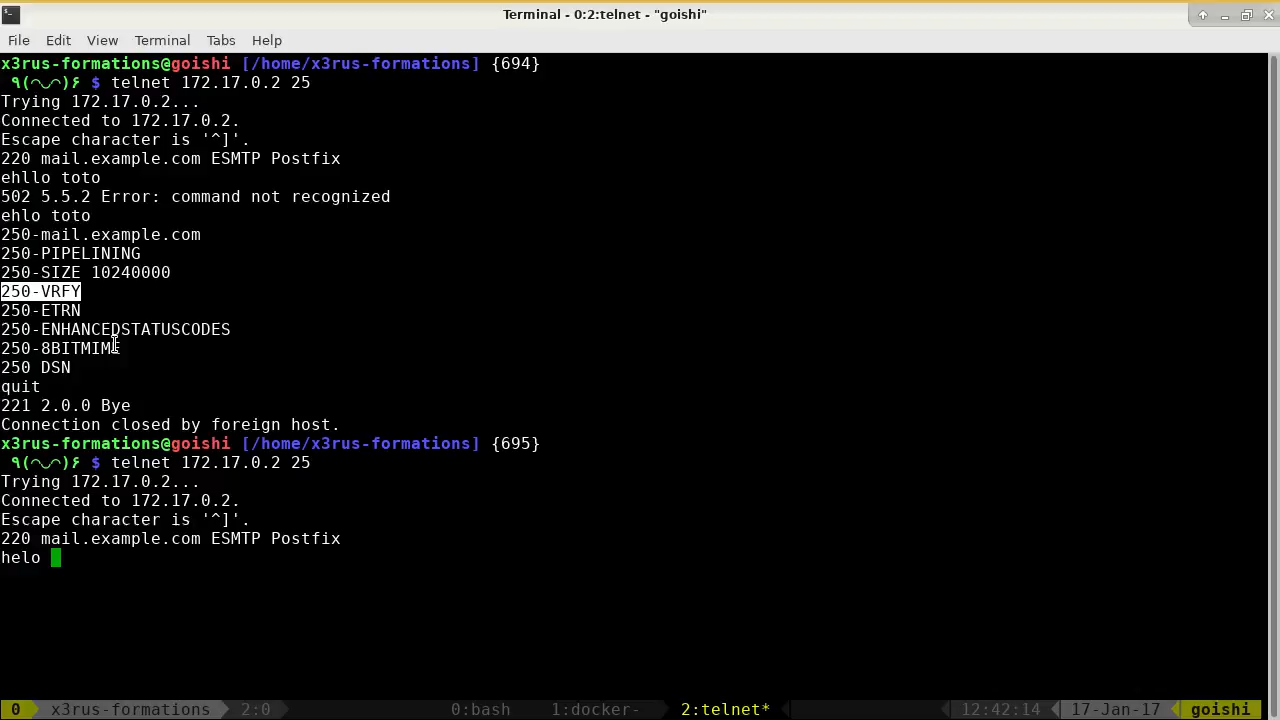 Terminal - 0:2:telnet - "goishi"
File Edit View Terminal Tabs Help
x3rus-formations@goishi [/home/x3rus-formations] {694}
٩(◠◡◠)۶ $ telnet 172.17.0.2 25
Trying 172.17.0.2...
Connected to 172.17.0.2.
Escape character is '^]'.
220 mail.example.com ESMTP Postfix
ehllo toto
502 5.5.2 Error: command not recognized
ehlo toto
250-mail.example.com
250-PIPELINING
250-SIZE 10240000
250-VRFY
250-ETRN
250-ENHANCEDSTATUSCODES
250-8BITMIME
250 DSN
quit
221 2.0.0 Bye
Connection closed by foreign host.
x3rus-formations@goishi [/home/x3rus-formations] {695}
٩(◠◡◠)۶ $ telnet 172.17.0.2 25
Trying 172.17.0.2...
Connected to 172.17.0.2.
Escape character is '^]'.
220 mail.example.com ESMTP Postfix
helo
0 x3rus-formations 2:0 0:bash 1:docker- 2:telnet* 12:42:14 17-Jan-17 goishi